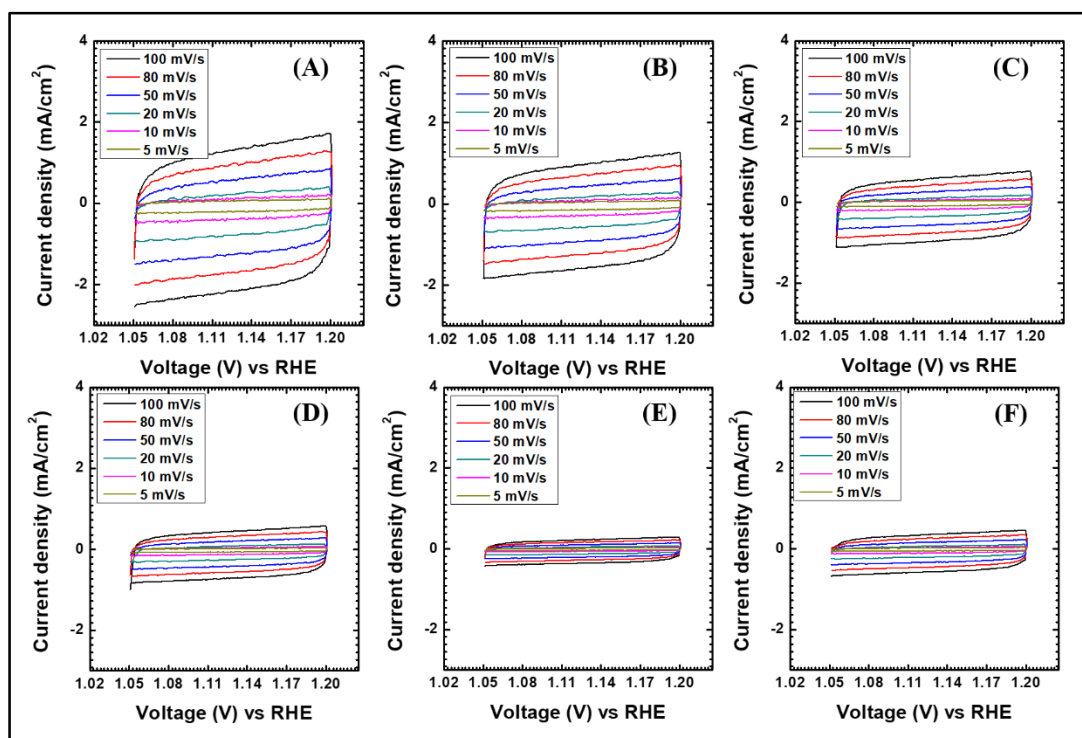 (A)
4
2
0
-2
Current density (mA/cm²)
100 mV/s
80 mV/s
50 mV/s
20 mV/s
10 mV/s
5 mV/s
1.02 1.05 1.08 1.11 1.14 1.17 1.20
Voltage (V) vs RHE
(B)
4
2
0
-2
Current density (mA/cm²)
100 mV/s
80 mV/s
50 mV/s
20 mV/s
10 mV/s
5 mV/s
1.02 1.05 1.08 1.11 1.14 1.17 1.20
Voltage (V) vs RHE
(C)
4
2
0
-2
Current density (mA/cm²)
100 mV/s
80 mV/s
50 mV/s
20 mV/s
10 mV/s
5 mV/s
1.02 1.05 1.08 1.11 1.14 1.17 1.20
Voltage (V) vs RHE
(D)
4
2
0
-2
Current density (mA/cm²)
100 mV/s
80 mV/s
50 mV/s
20 mV/s
10 mV/s
5 mV/s
1.02 1.05 1.08 1.11 1.14 1.17 1.20
Voltage (V) vs RHE
(E)
4
2
0
-2
Current density (mA/cm²)
100 mV/s
80 mV/s
50 mV/s
20 mV/s
10 mV/s
5 mV/s
1.02 1.05 1.08 1.11 1.14 1.17 1.20
Voltage (V) vs RHE
(F)
4
2
0
-2
Current density (mA/cm²)
100 mV/s
80 mV/s
50 mV/s
20 mV/s
10 mV/s
5 mV/s
1.02 1.05 1.08 1.11 1.14 1.17 1.20
Voltage (V) vs RHE